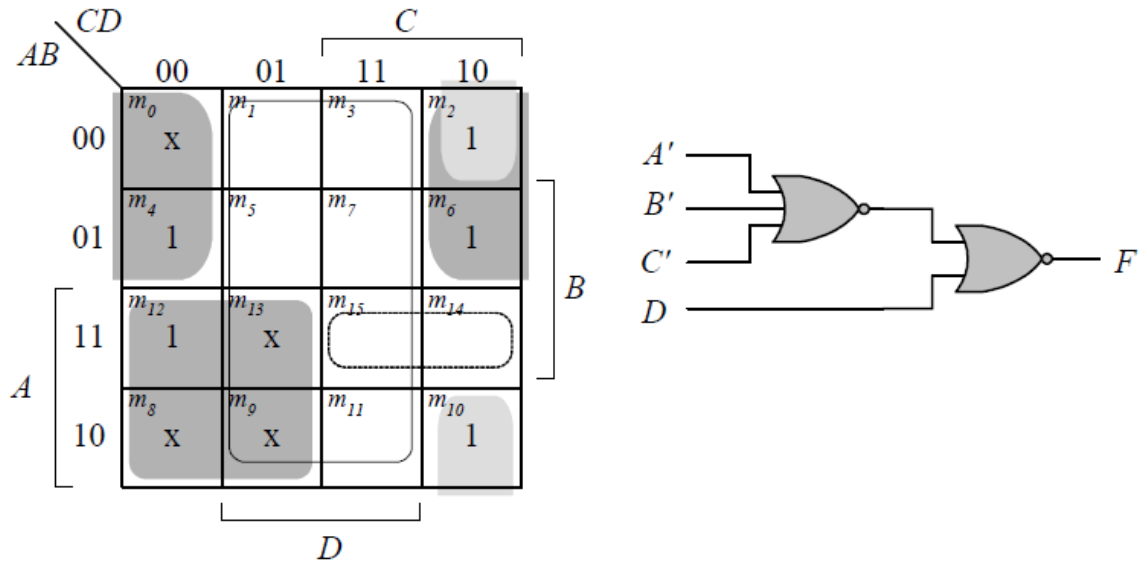 CD
C
AB
00 01 11 10
m0 m1 m3 m2
00 x 1
m4 m5 m7 m6
01 1 1
B
m12 m13 m15 m14
11 1 x
A
m8 m9 m11 m10
10 x x 1
D
A'
B'
C'
F
D